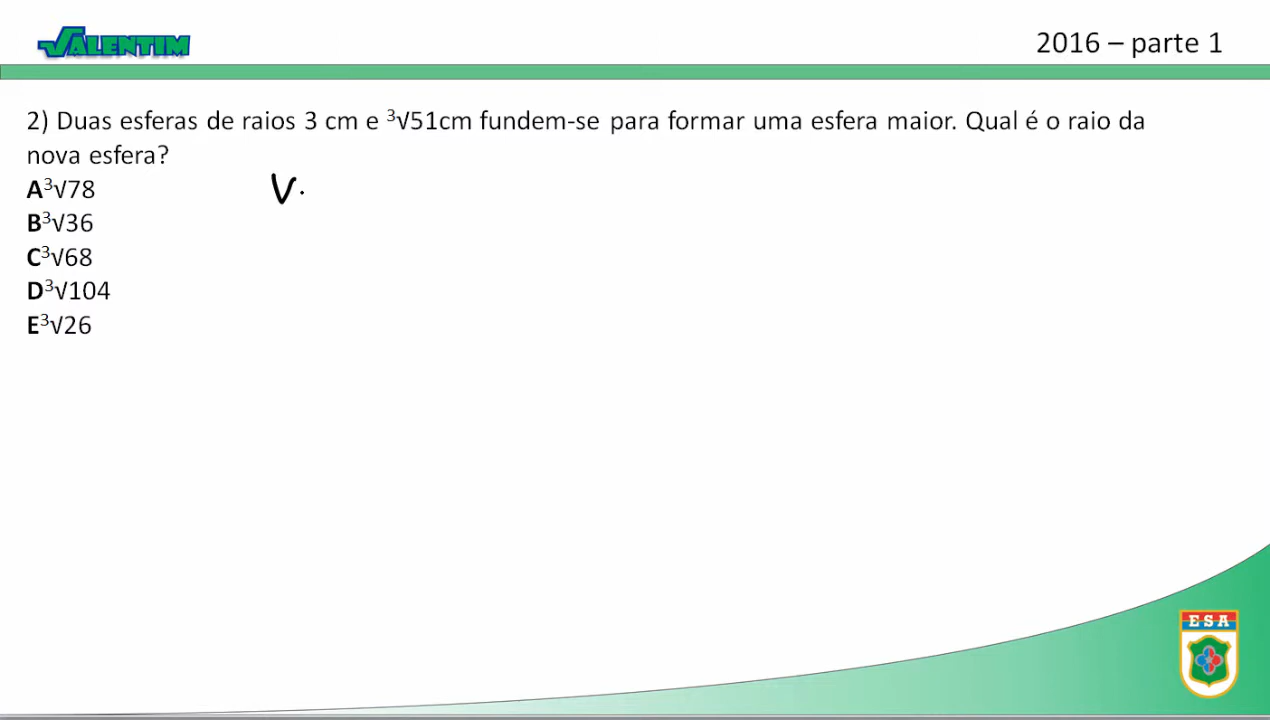 VALENTIM
2016 – parte 1
2) Duas esferas de raios 3 cm e ³√51cm fundem-se para formar uma esfera maior. Qual é o raio da
nova esfera?
A³√78
V.
B³√36
C³√68
D³√104
E³√26
ESA